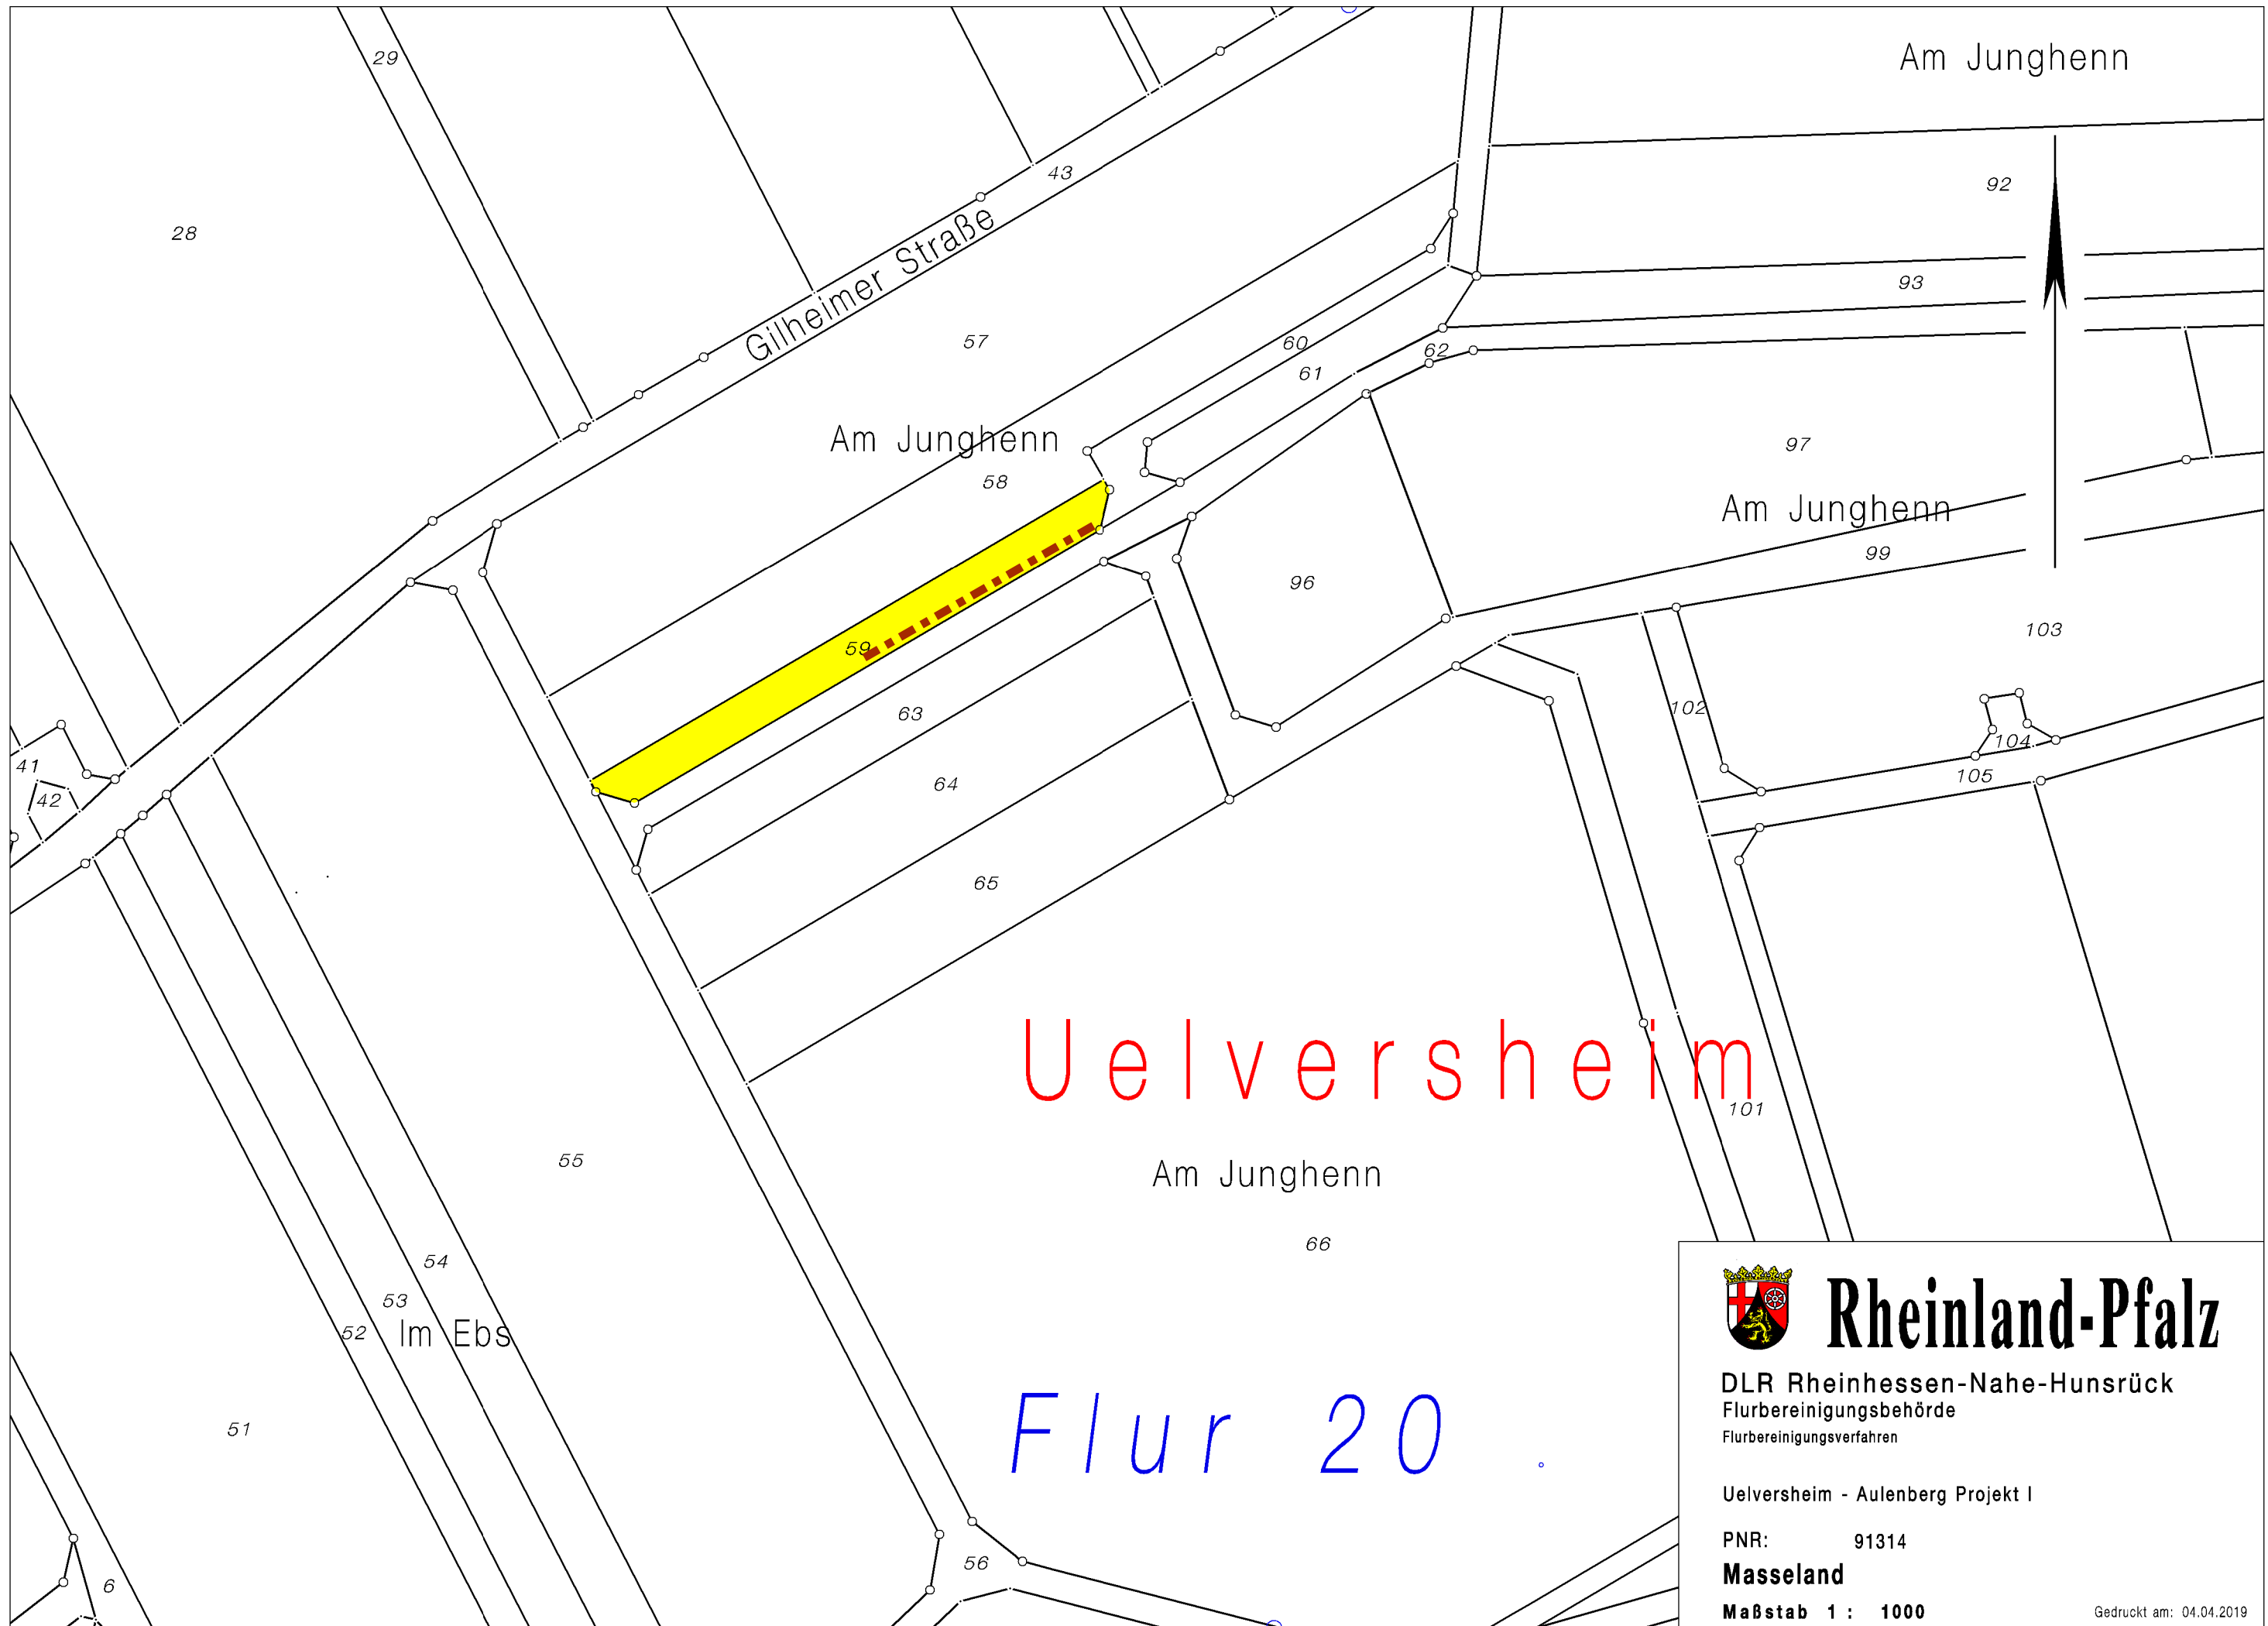 Am Junghenn
29
43
92
28
Gilheimer Straße
93
57
60
62
61
Am Junghenn
97
58
Am Junghenn
99
96
59
103
63
102
104
41
105
64
42
65
Uelversheim
101
55
Am Junghenn
66
54
53
52
Im Ebs
51
Flur 20
56
6
Rheinland-Pfalz
DLR Rheinhessen-Nahe-Hunsrück
Flurbereinigungsbehörde
Flurbereinigungsverfahren
Uelversheim - Aulenberg Projekt I
PNR: 91314
Masseland
Maßstab 1 : 1000
Gedruckt am: 04.04.2019